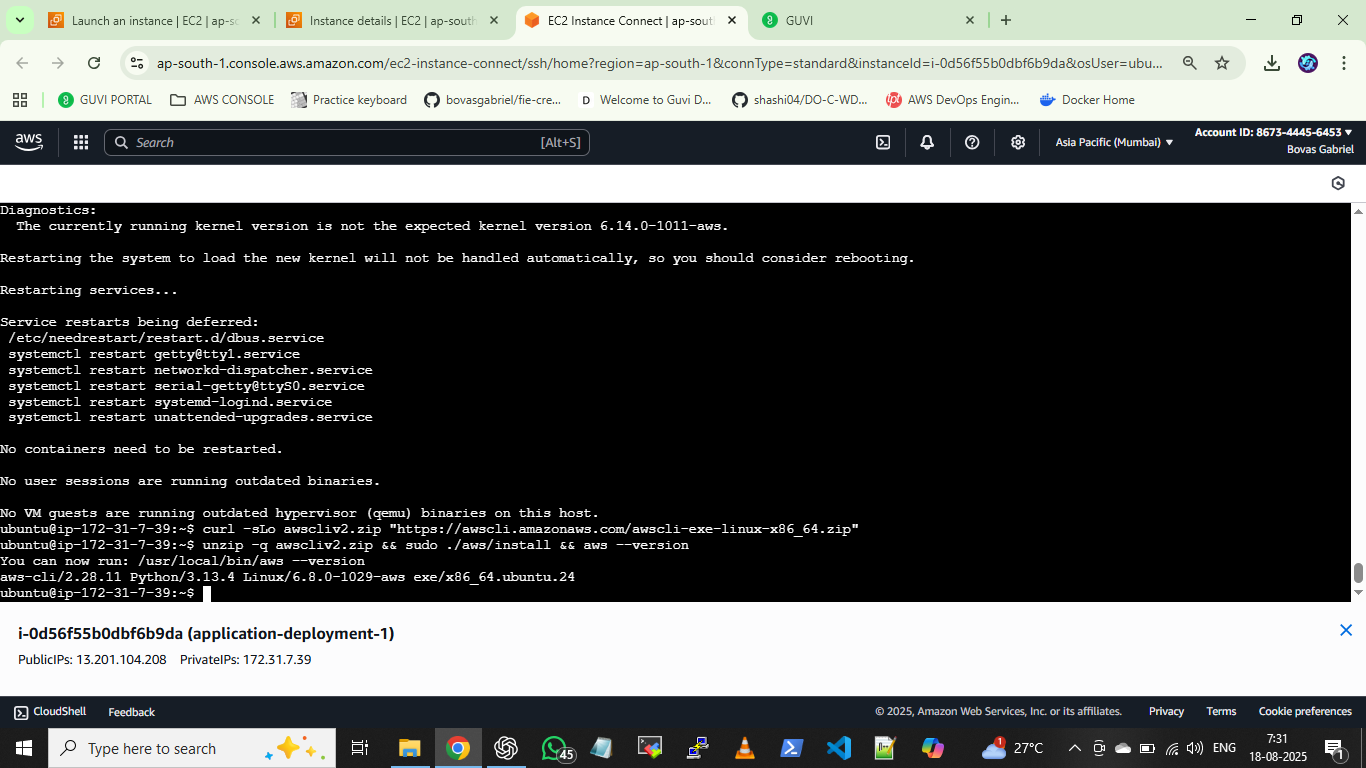 Launch an instance | EC2 | ap-so
Instance details | EC2 | ap-south
EC2 Instance Connect | ap-sout
GUVI
ap-south-1.console.aws.amazon.com/ec2-instance-connect/ssh/home?region=ap-south-1&connType=standard&instanceId=i-0d56f55b0dbf6b9da&osUser=ubu...
GUVI PORTAL
AWS CONSOLE
Practice keyboard
bovasgabriel/fie-cre...
Welcome to Guvi D...
shashi04/DO-C-WD...
AWS DevOps Engin...
Docker Home
aws
Search
[Alt+S]
Asia Pacific (Mumbai)
Account ID: 8673-4445-6453
Bovas Gabriel
Diagnostics:
The currently running kernel version is not the expected kernel version 6.14.0-1011-aws.
Restarting the system to load the new kernel will not be handled automatically, so you should consider rebooting.
Restarting services...
Service restarts being deferred:
/etc/needrestart/restart.d/dbus.service
systemctl restart getty@tty1.service
systemctl restart networkd-dispatcher.service
systemctl restart serial-getty@ttyS0.service
systemctl restart systemd-logind.service
systemctl restart unattended-upgrades.service
No containers need to be restarted.
No user sessions are running outdated binaries.
No VM guests are running outdated hypervisor (qemu) binaries on this host.
ubuntu@ip-172-31-7-39:~$ curl -sLo awscliv2.zip "https://awscli.amazonaws.com/awscli-exe-linux-x86_64.zip"
ubuntu@ip-172-31-7-39:~$ unzip -q awscliv2.zip && sudo ./aws/install && aws --version
You can now run: /usr/local/bin/aws --version
aws-cli/2.28.11 Python/3.13.4 Linux/6.8.0-1029-aws exe/x86_64.ubuntu.24
ubuntu@ip-172-31-7-39:~$
i-0d56f55b0dbf6b9da (application-deployment-1)
PublicIPs: 13.201.104.208 PrivateIPs: 172.31.7.39
CloudShell
Feedback
© 2025, Amazon Web Services, Inc. or its affiliates.
Privacy
Terms
Cookie preferences
Type here to search
45
1
27°C
ENG
7:31
18-08-2025
1